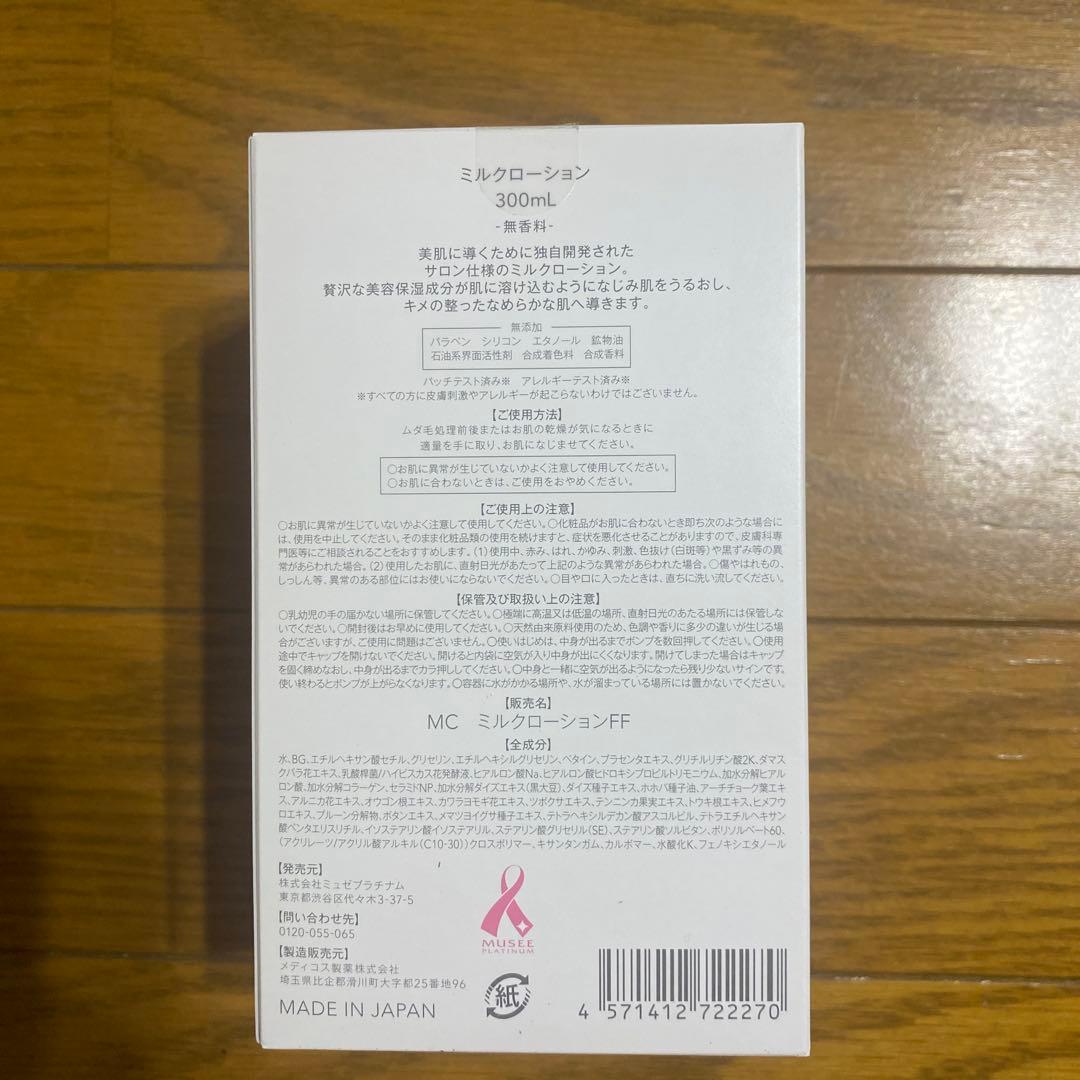 ミルクローション
300mL
-無香料-
美肌に導くために独自開発された
サロン仕様のミルクローション。
贅沢な美容保湿成分が肌に溶け込むようになじみ肌をうるおし、
キメの整ったなめらかな肌へ導きます。
無添加
パラベン シリコン エタノール 鉱物油
石油系界面活性剤 合成着色料 合成香料
パッチテスト済み※ アレルギーテスト済み※
※すべての方に皮膚刺激やアレルギーが起こらないわけではございません。
【ご使用方法】
ムダ毛処理前後またはお肌の乾燥が気になるときに
適量を手に取り、お肌になじませてください。
○お肌に異常が生じていないかよく注意して使用してください。
○お肌に合わないときは、ご使用をおやめください。
【ご使用上の注意】
○お肌に異常が生じていないかよく注意して使用してください。○化粧品がお肌に合わないとき即ち次のような場合に
は、使用を中止してください。そのまま化粧品類の使用を続けますと、症状を悪化させることがありますので、皮膚科専
門医等にご相談されることをおすすめします。(1)使用中、赤み、はれ、かゆみ、刺激、色抜け(白斑等)や黒ずみ等の異
常があらわれた場合。(2)使用したお肌に、直射日光があたって上記のような異常があらわれた場合。○傷やはれもの、
しっしん等、異常のある部位にはお使いにならないでください。○目や口に入ったときは、直ちに洗い流してください。
【保管及び取扱い上の注意】
○乳幼児の手の届かない場所に保管してください。○極端に高温又は低温の場所、直射日光のあたる場所には保管しな
いでください。○開封後はお早めに使用してください。○天然由来原料使用のため、色調や香りに多少の違いが生じる場
合がございますが、ご使用に問題はございません。○使いはじめは、中身が出るまでポンプを数回押してください。○使用
途中でキャップを開けないでください。開けると内袋に空気が入り中身が出にくくなります。開けてしまった場合はキャップ
を固く締めなおし、中身が出るまでカラ押ししてください。○中身と一緒に空気が出るようになったら残り少ないサインです。
使い終わるとポンプが上がらなくなります。○容器に水がかかる場所や、水が溜まっている場所には置かないでください。
【販売名】
MC ミルクローションFF
【全成分】
水、BG、エチルヘキサン酸セチル、グリセリン、エチルヘキシルグリセリン、ベタイン、プラセンタエキス、グリチルリチン酸2K、ダマス
クバラ花エキス、乳酸桿菌/ハイビスカス花発酵液、ヒアルロン酸Na、ヒアルロン酸ヒドロキシプロピルトリモニウム、加水分解ヒアル
ロン酸、加水分解コラーゲン、セラミドNP、加水分解ダイズエキス(黒大豆)、ダイズ種子エキス、ホホバ種子油、アーチチョーク葉エキ
ス、アルニカ花エキス、オウゴン根エキス、カワラヨモギ花エキス、ツボクサエキス、テンニンカ果実エキス、トウキ根エキス、ヒメフウ
ロエキス、プルーン分解物、ボタンエキス、メマツヨイグサ種子エキス、テトラヘキシルデカン酸アスコルビル、テトラエチルヘキサン
酸ペンタエリスリチル、イソステアリン酸イソステアリル、ステアリン酸グリセリル(SE)、ステアリン酸ソルビタン、ポリソルベート60、
(アクリレーツ/アクリル酸アルキル(C10-30))クロスポリマー、キサンタンガム、カルボマー、水酸化K、フェノキシエタノール
【発売元】
株式会社ミュゼプラチナム
東京都渋谷区代々木3-37-5
【問い合わせ先】
0120-055-065
【製造販売元】
メディコス製薬株式会社
埼玉県比企郡滑川町大字都25番地96
MADE IN JAPAN
MUSEE
PLATINUM
紙
4 571412 722270